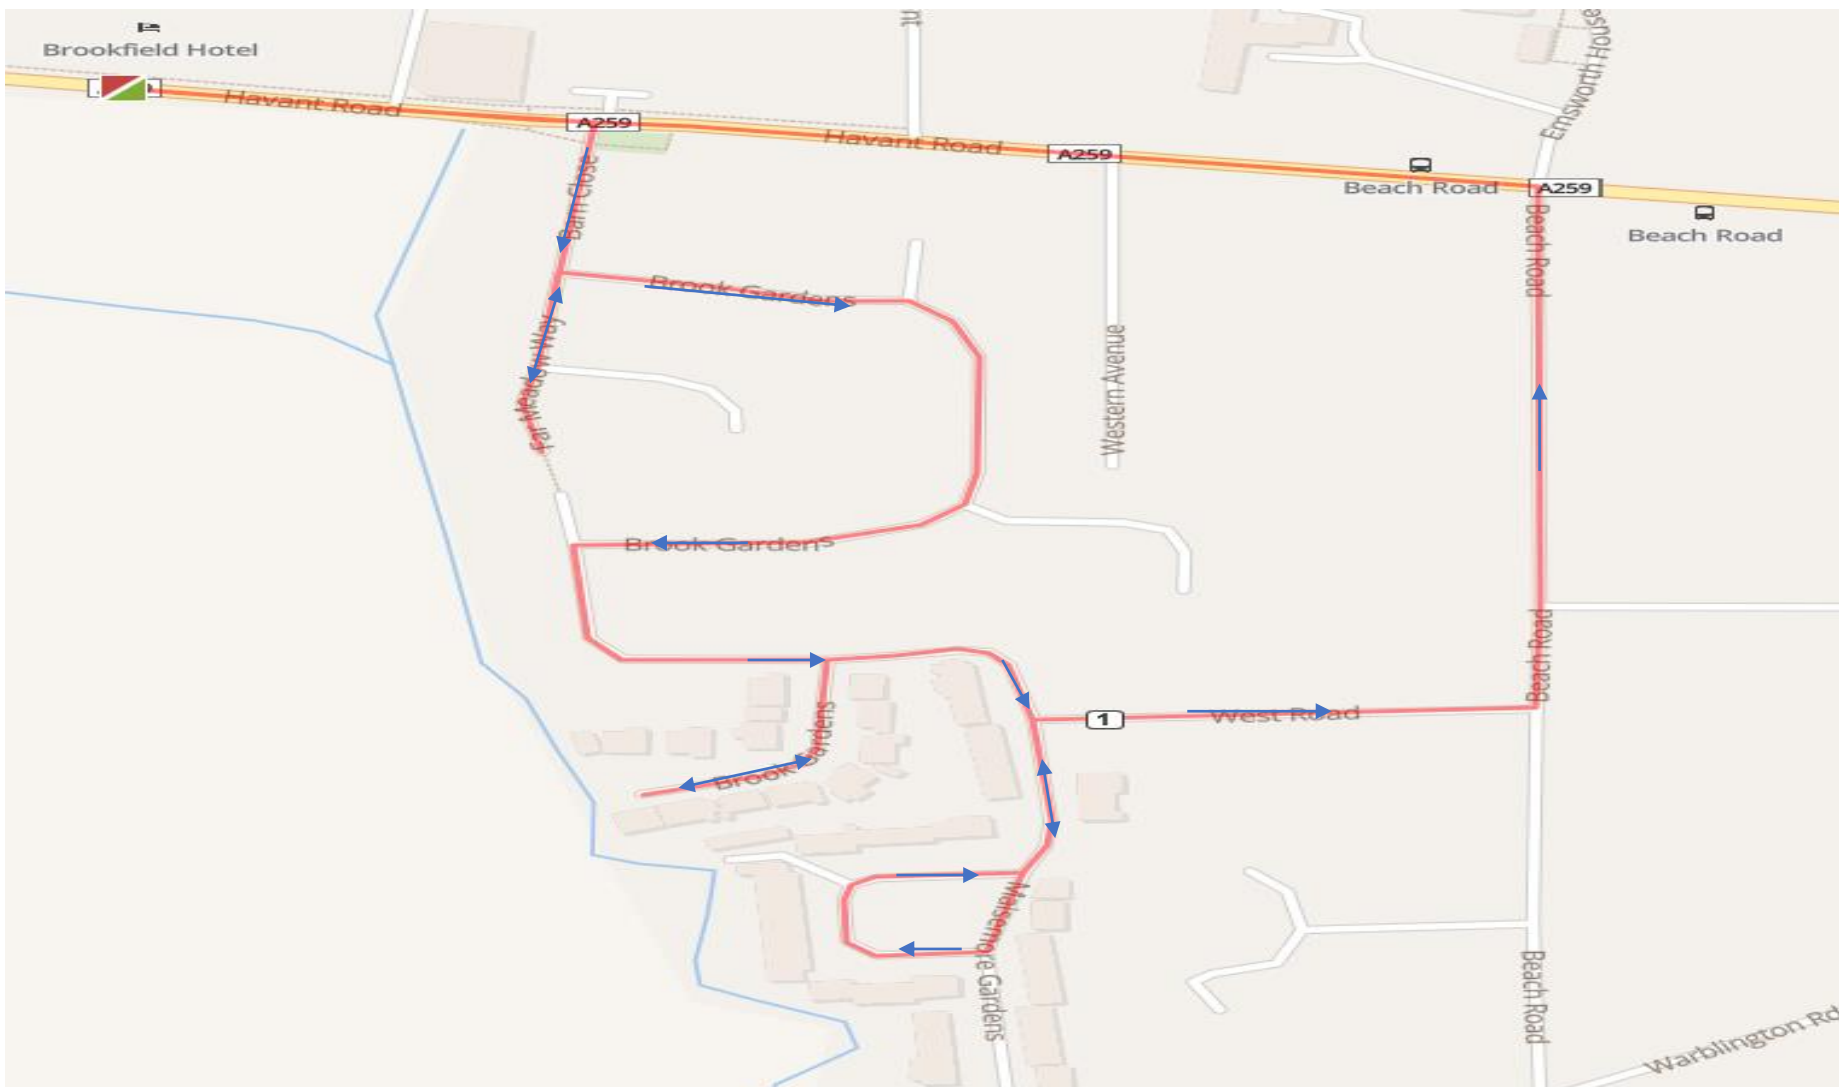 Brookfield Hotel
Havant Road
A259
Havant Road
A259
Beach Road
A259
Beach Road
Emsworth House
Barn Close
Beach Road
Brook Gardens
Far Meadow Way
Western Avenue
Brook Gardens
Beach Road
1
West Road
Brook Gardens
Malsemore Gardens
Beach Road
Warblington Rd